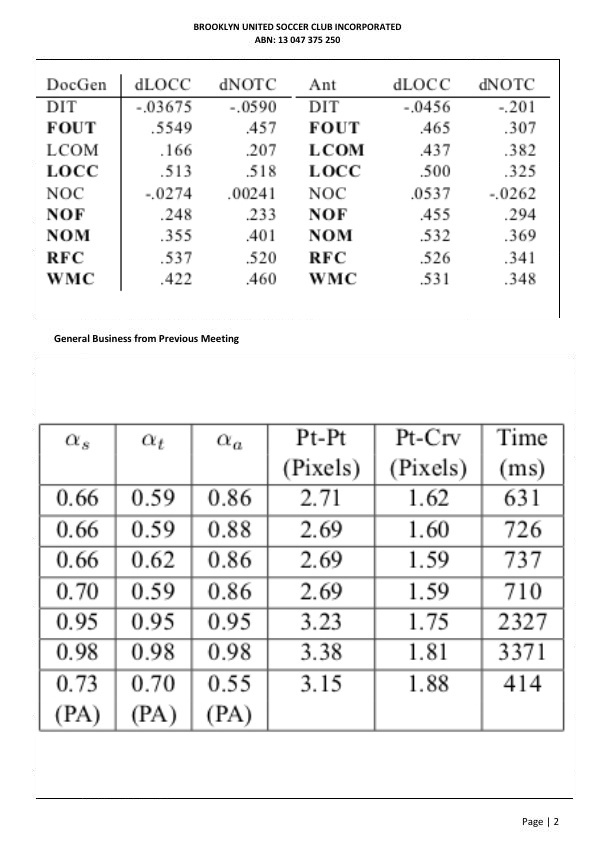 BROOKLYN UNITED SOCCER CLUB INCORPORATED
ABN: 13 047 375 250
DocGen dLOCC dNOTC Ant dLOCC dNOTC
DIT -.03675 -.0590 DIT -.0456 -.201
FOUT .5549 .457 FOUT .465 .307
LCOM .166 .207 LCOM .437 .382
LOCC .513 .518 LOCC .500 .325
NOC -.0274 .00241 NOC .0537 -.0262
NOF .248 .233 NOF .455 .294
NOM .355 .401 NOM .532 .369
RFC .537 .520 RFC .526 .341
WMC .422 .460 WMC .531 .348
General Business from Previous Meeting
αs αt αa Pt-Pt Pt-Crv Time
(Pixels) (Pixels) (ms)
0.66 0.59 0.86 2.71 1.62 631
0.66 0.59 0.88 2.69 1.60 726
0.66 0.62 0.86 2.69 1.59 737
0.70 0.59 0.86 2.69 1.59 710
0.95 0.95 0.95 3.23 1.75 2327
0.98 0.98 0.98 3.38 1.81 3371
0.73 0.70 0.55 3.15 1.88 414
(PA) (PA) (PA)
Page | 2